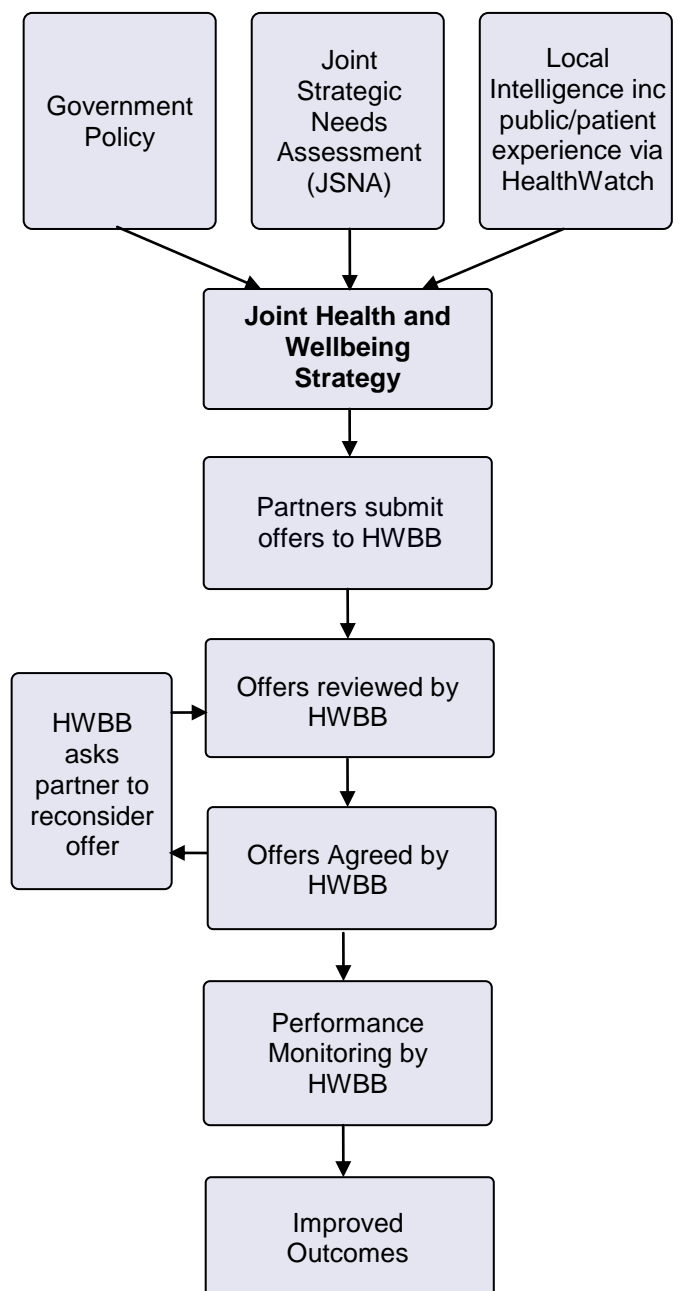 Government
Policy
Joint
Strategic
Needs
Assessment
(JSNA)
Local
Intelligence inc
public/patient
experience via
HealthWatch
Joint Health and
Wellbeing
Strategy
Partners submit
offers to HWBB
Offers reviewed by
HWBB
HWBB
asks
partner to
reconsider
offer
Offers Agreed by
HWBB
Performance
Monitoring by
HWBB
Improved
Outcomes